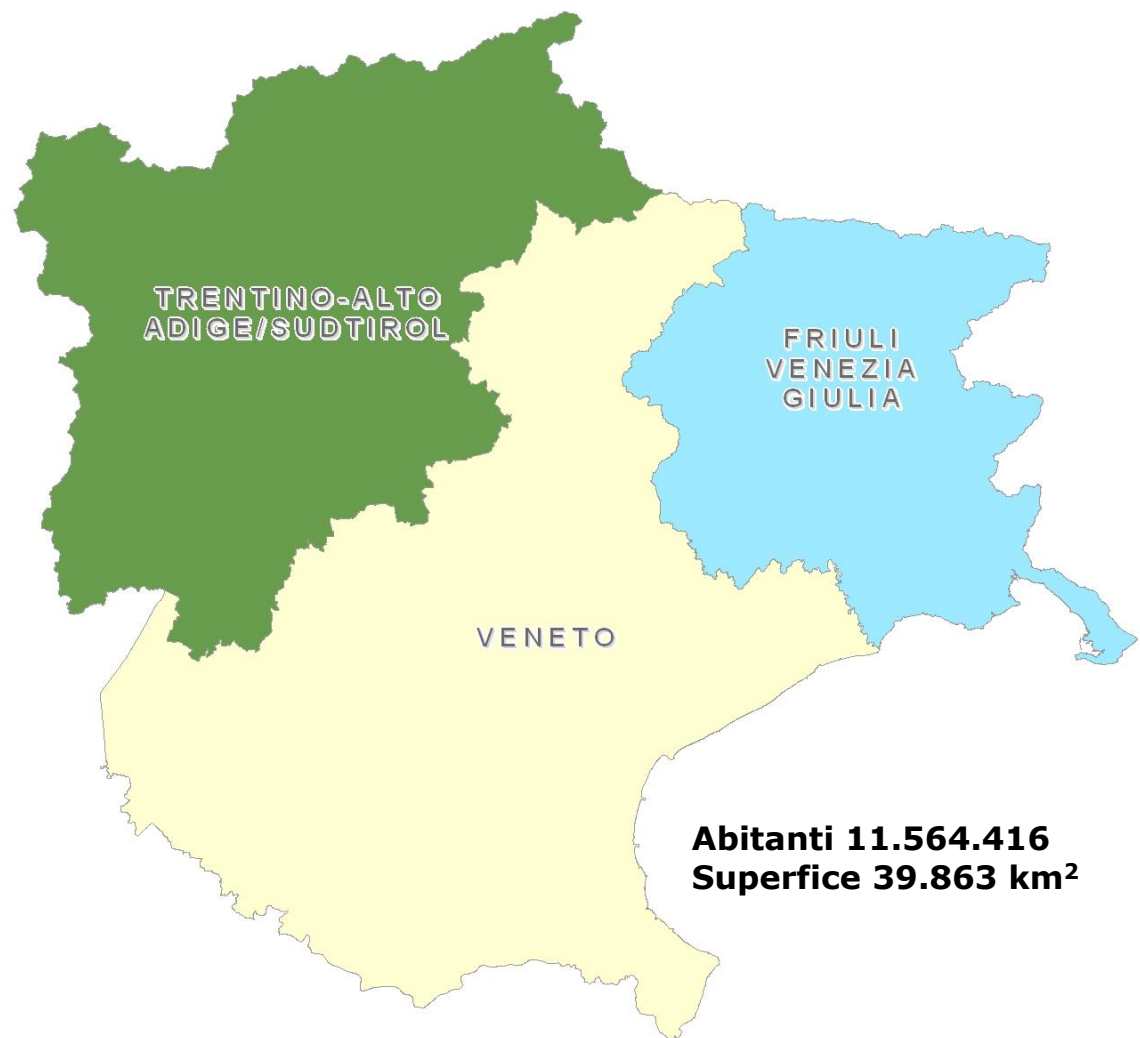 TRENTINO-ALTO
ADIGE/SUDTIROL
FRIULI
VENEZIA
GIULIA
VENETO
Abitanti 11.564.416
Superfice 39.863 km²